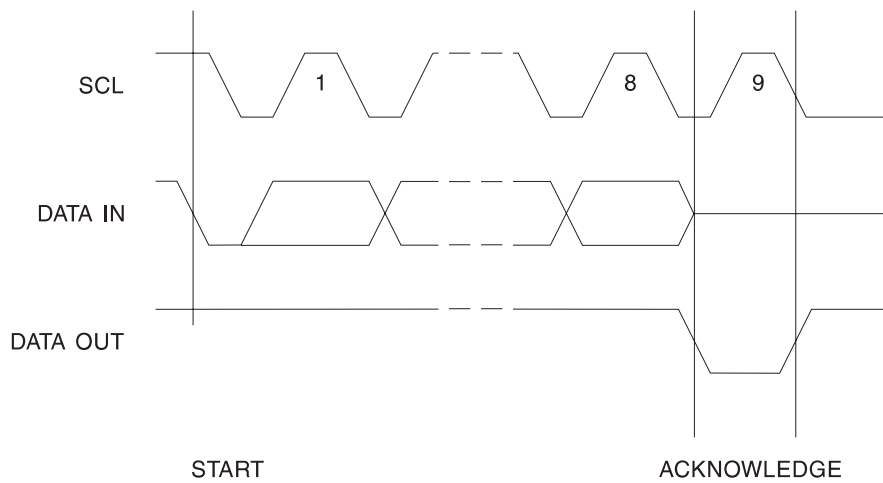 SCL
1
8
9
DATA IN
DATA OUT
START
ACKNOWLEDGE